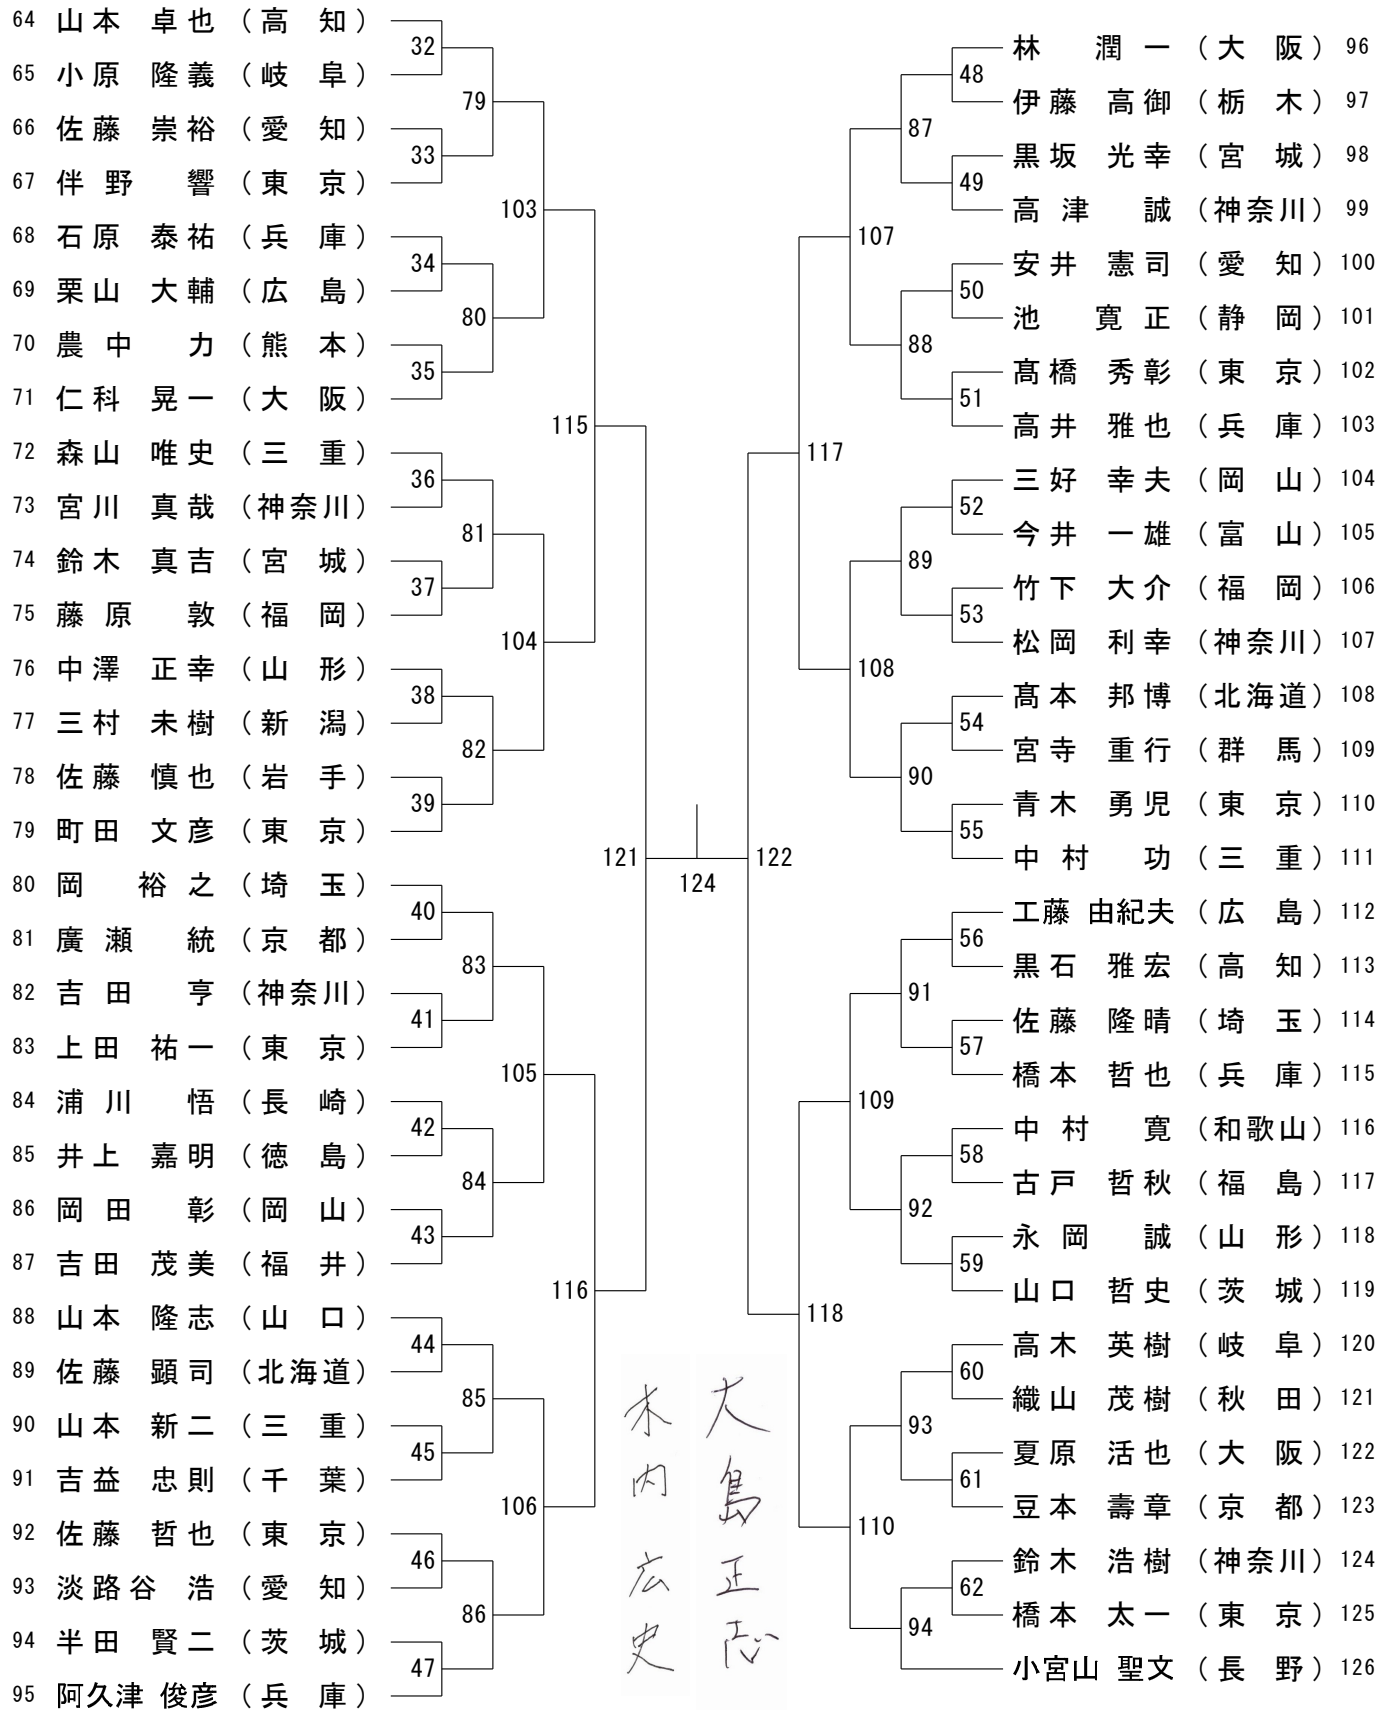 64 山本 卓也 （高 知）
65 小原 隆義 （岐 阜）
66 佐藤 崇裕 （愛 知）
67 伴野 響 （東 京）
68 石原 泰祐 （兵 庫）
69 栗山 大輔 （広 島）
70 農中 力 （熊 本）
71 仁科 晃一 （大 阪）
72 森山 唯史 （三 重）
73 宮川 真哉 （神奈川）
74 鈴木 真吉 （宮 城）
75 藤原 敦 （福 岡）
76 中澤 正幸 （山 形）
77 三村 未樹 （新 潟）
78 佐藤 慎也 （岩 手）
79 町田 文彦 （東 京）
80 岡 裕之 （埼 玉）
81 廣瀬 統 （京 都）
82 吉田 亨 （神奈川）
83 上田 祐一 （東 京）
84 浦川 悟 （長 崎）
85 井上 嘉明 （徳 島）
86 岡田 彰 （岡 山）
87 吉田 茂美 （福 井）
88 山本 隆志 （山 口）
89 佐藤 顕司 （北海道）
90 山本 新二 （三 重）
91 吉益 忠則 （千 葉）
92 佐藤 哲也 （東 京）
93 淡路谷 浩 （愛 知）
94 半田 賢二 （茨 城）
95 阿久津 俊彦 （兵 庫）
32
33
34
35
36
37
38
39
40
41
42
43
44
45
46
47
79
80
81
82
83
84
85
86
103
104
105
106
115
116
121
124
122
117
118
107
108
109
110
87
88
89
90
91
92
93
94
48
49
50
51
52
53
54
55
56
57
58
59
60
61
62
林 潤一 （大 阪） 96
伊藤 高御 （栃 木） 97
黒坂 光幸 （宮 城） 98
高津 誠 （神奈川） 99
安井 憲司 （愛 知） 100
池 寛正 （静 岡） 101
髙橋 秀彰 （東 京） 102
高井 雅也 （兵 庫） 103
三好 幸夫 （岡 山） 104
今井 一雄 （富 山） 105
竹下 大介 （福 岡） 106
松岡 利幸 （神奈川） 107
髙本 邦博 （北海道） 108
宮寺 重行 （群 馬） 109
青木 勇児 （東 京） 110
中村 功 （三 重） 111
工藤 由紀夫 （広 島） 112
黒石 雅宏 （高 知） 113
佐藤 隆晴 （埼 玉） 114
橋本 哲也 （兵 庫） 115
中村 寛 （和歌山） 116
古戸 哲秋 （福 島） 117
永岡 誠 （山 形） 118
山口 哲史 （茨 城） 119
高木 英樹 （岐 阜） 120
織山 茂樹 （秋 田） 121
夏原 活也 （大 阪） 122
豆本 壽章 （京 都） 123
鈴木 浩樹 （神奈川） 124
橋本 太一 （東 京） 125
小宮山 聖文 （長 野） 126
大島正志
木内広史